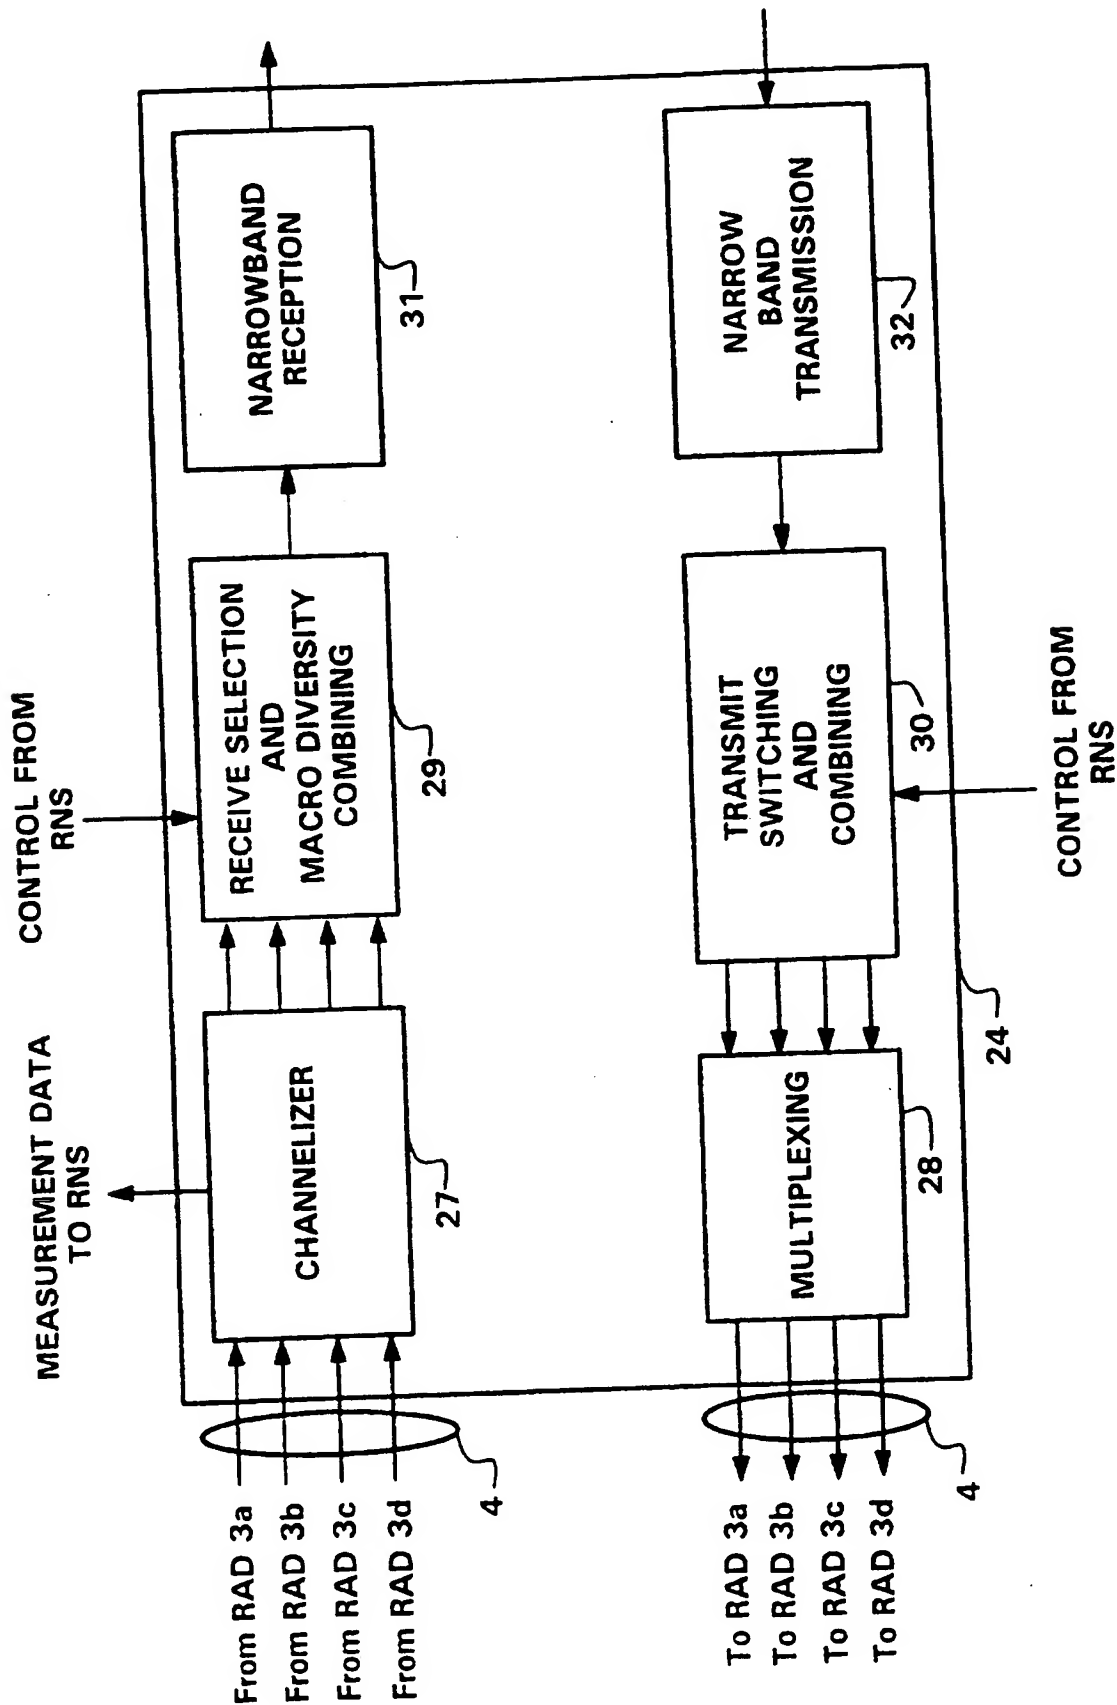 MEASUREMENT DATA
TO RNS
CONTROL FROM
RNS
From RAD 3a
From RAD 3b
From RAD 3c
From RAD 3d
4
CHANNELIZER
27
RECEIVE SELECTION
AND
MACRO DIVERSITY
COMBINING
29
NARROWBAND
RECEPTION
31
To RAD 3a
To RAD 3b
To RAD 3c
To RAD 3d
4
MULTIPLEXING
28
TRANSMIT
SWITCHING
AND
COMBINING
30
NARROW
BAND
TRANSMISSION
32
24
CONTROL FROM
RNS